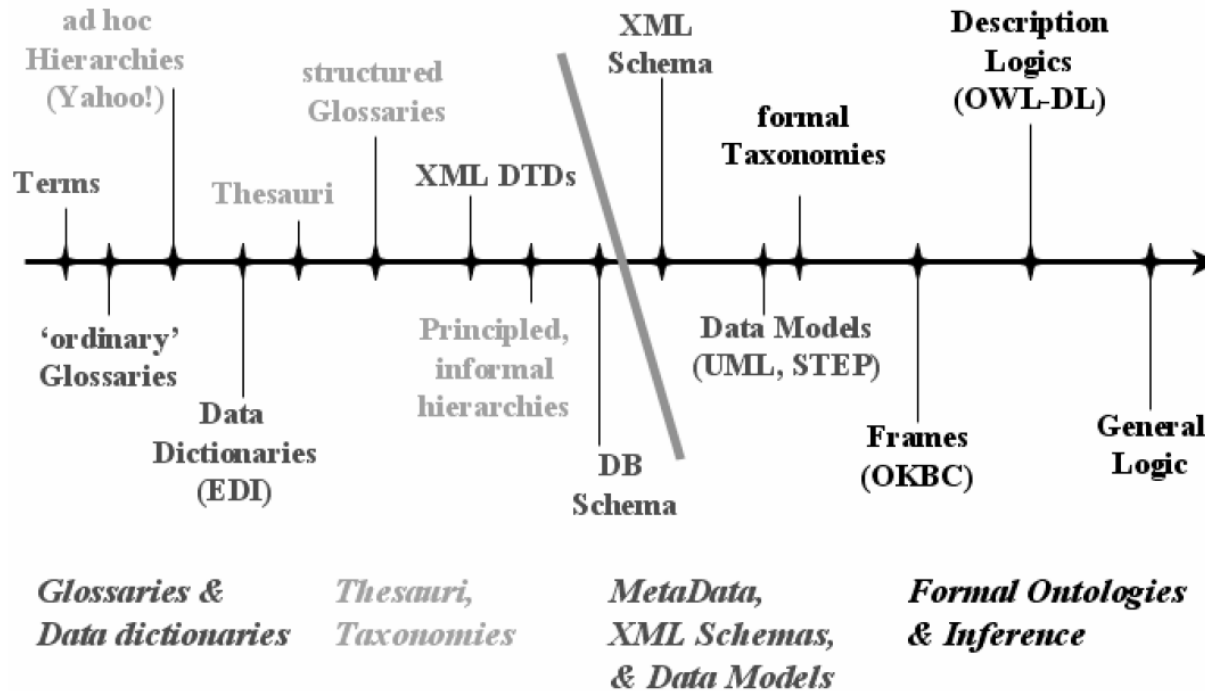 ad hoc
Hierarchies
(Yahoo!)
structured
Glossaries
XML
Schema
Description
Logics
(OWL-DL)
formal
Taxonomies
Terms
Thesauri
XML DTDs
‘ordinary’
Glossaries
Data
Dictionaries
(EDI)
Principled,
informal
hierarchies
DB
Schema
Data Models
(UML, STEP)
Frames
(OKBC)
General
Logic
Glossaries &
Data dictionaries
Thesauri,
Taxonomies
MetaData,
XML Schemas,
& Data Models
Formal Ontologies
& Inference